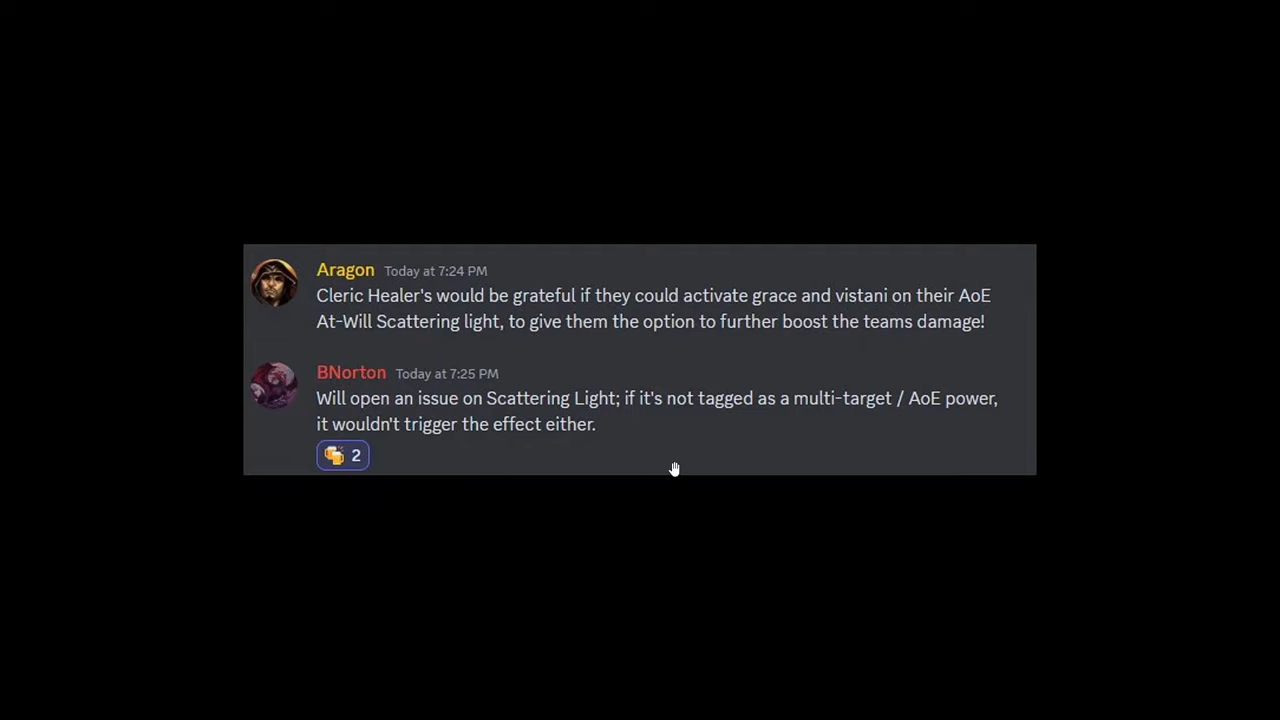 Aragon Today at 7:24 PM
Cleric Healer's would be grateful if they could activate grace and vistani on their AoE
At-Will Scattering light, to give them the option to further boost the teams damage!
BNorton Today at 7:25 PM
Will open an issue on Scattering Light; if it's not tagged as a multi-target / AoE power,
it wouldn't trigger the effect either.
2